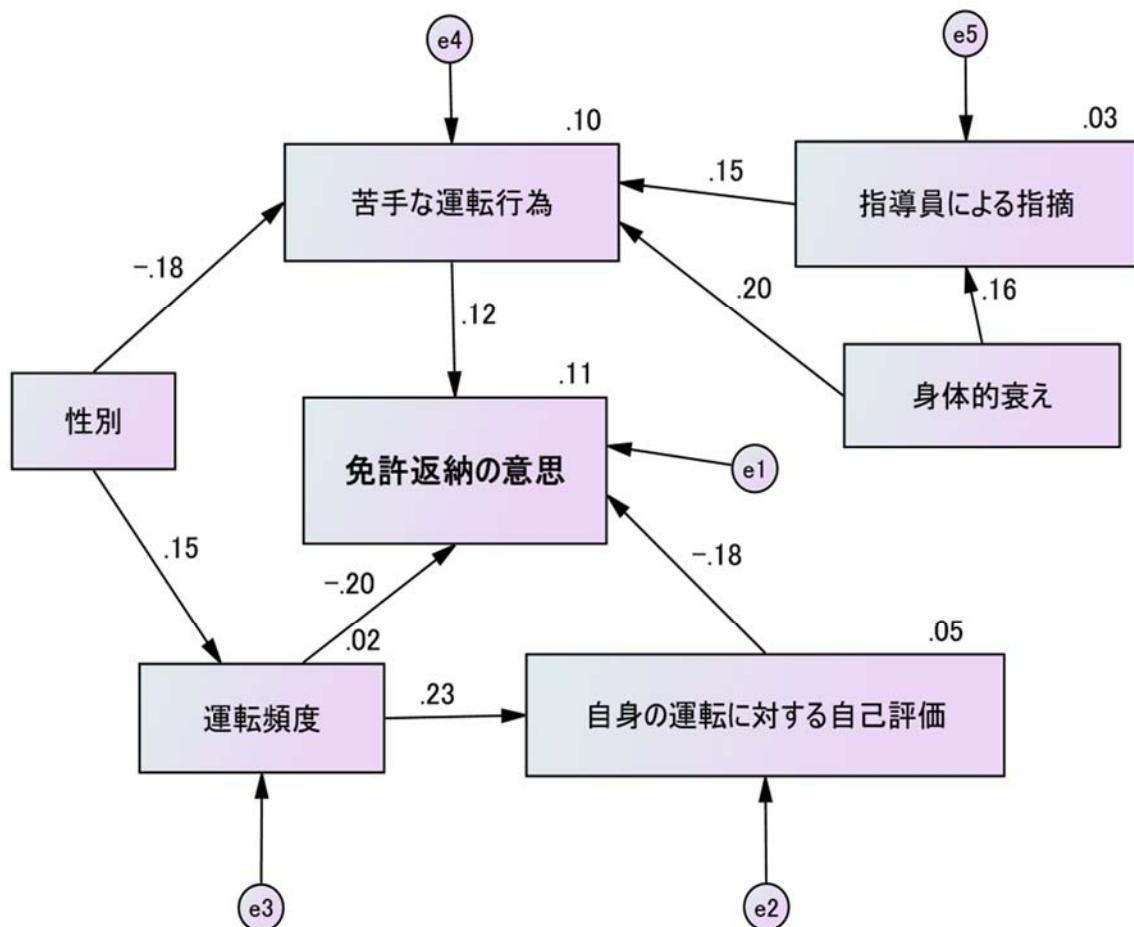 e4
e5
.10
.03
苦手な運転行為
.15
指導員による指摘
-.18
.20
.16
.12
性別
.11
身体的衰え
免許返納の意思
e1
.15
-.20
-.18
.02
.05
運転頻度
.23
自身の運転に対する自己評価
e3
e2